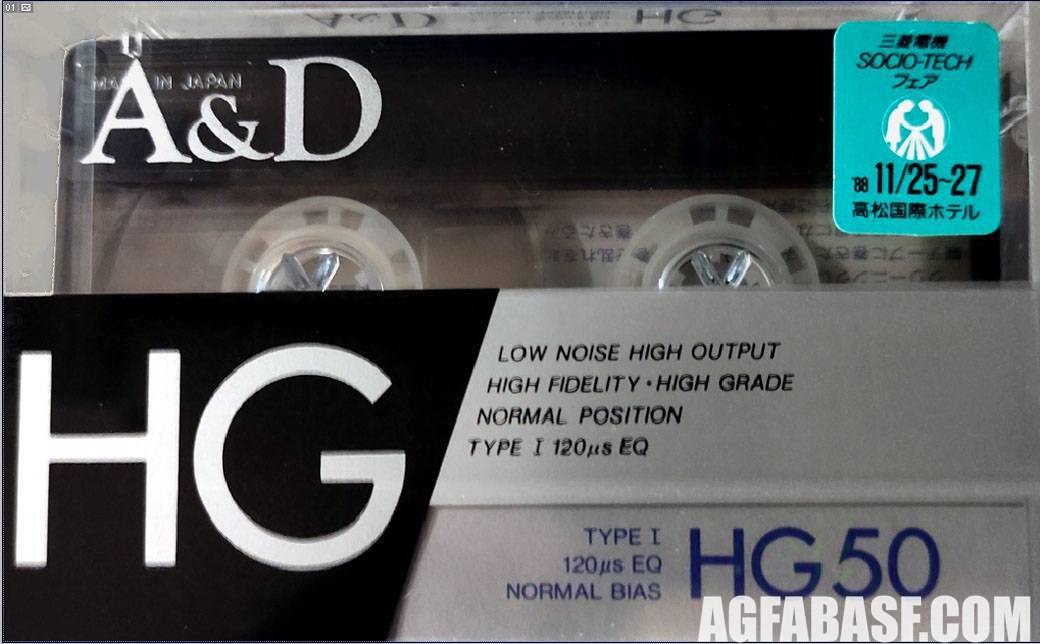 01
A&D HG
MADE IN JAPAN
A&D
三菱電機
SOCIO-TECH
フェア
'88 11/25~27
高松国際ホテル
HG
LOW NOISE HIGH OUTPUT
HIGH FIDELITY・HIGH GRADE
NORMAL POSITION
TYPE I 120μs EQ
TYPE I
120μs EQ
NORMAL BIAS
HG50
AGFABASF.COM